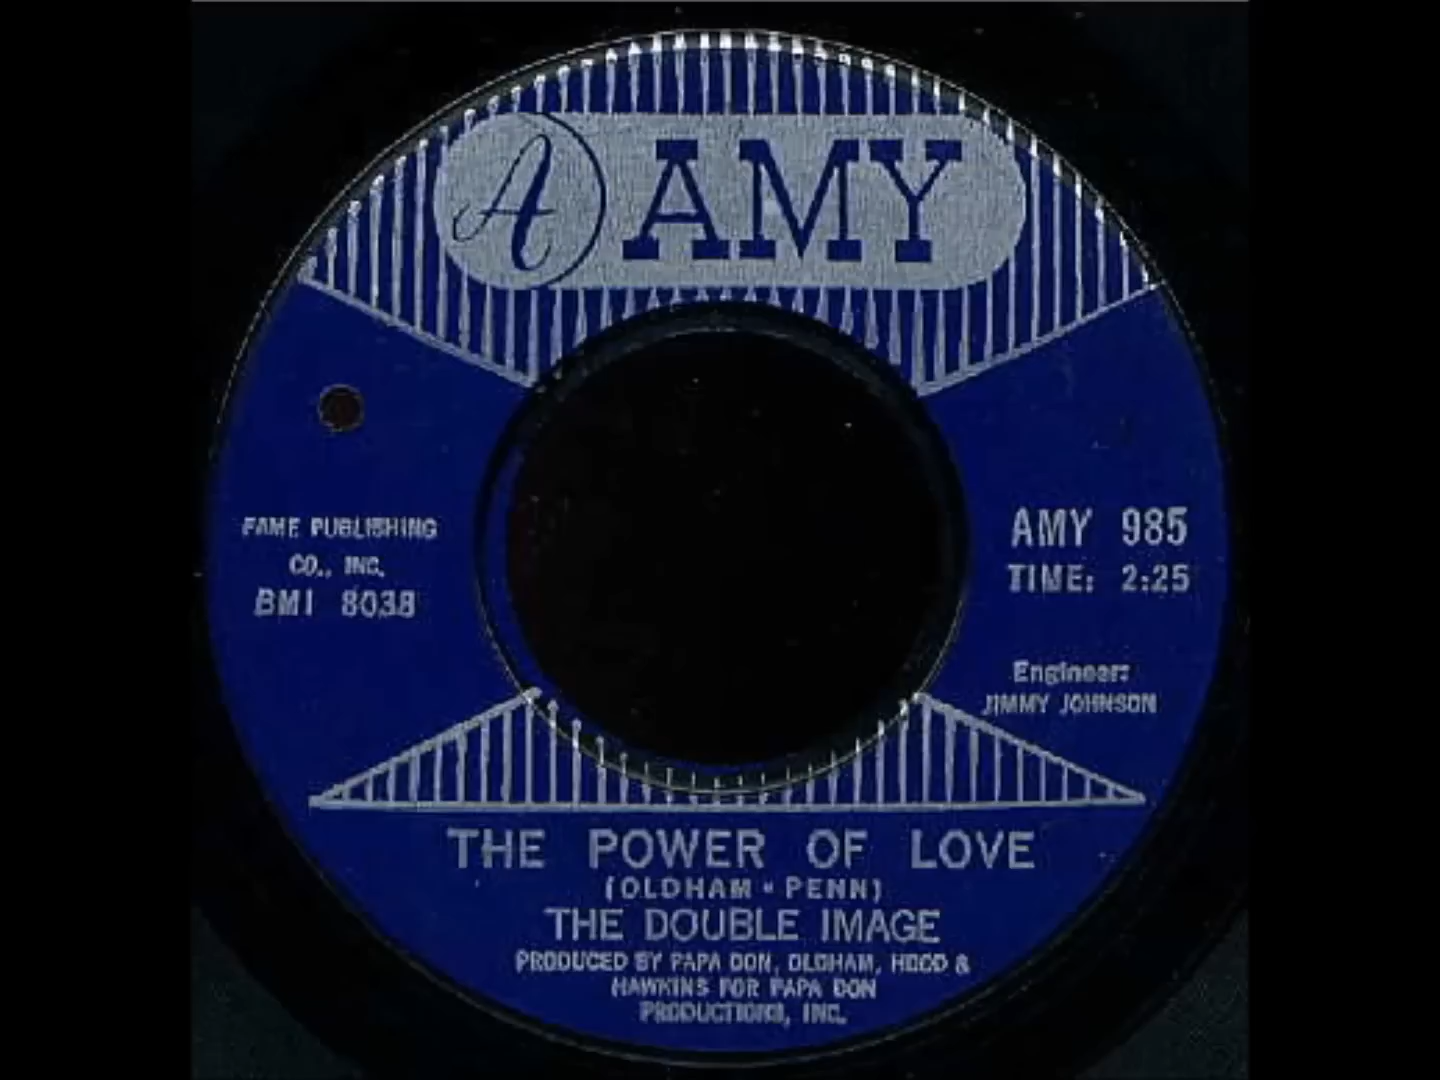 A AMY
FAME PUBLISHING
CO., INC.
BMI 8038
AMY 985
TIME: 2:25
Engineer:
JIMMY JOHNSON
THE POWER OF LOVE
(OLDHAM - PENN)
THE DOUBLE IMAGE
PRODUCED BY PAPA DON, OLDHAM, HOOD &
HAWKINS FOR PAPA DON
PRODUCTIONS, INC.